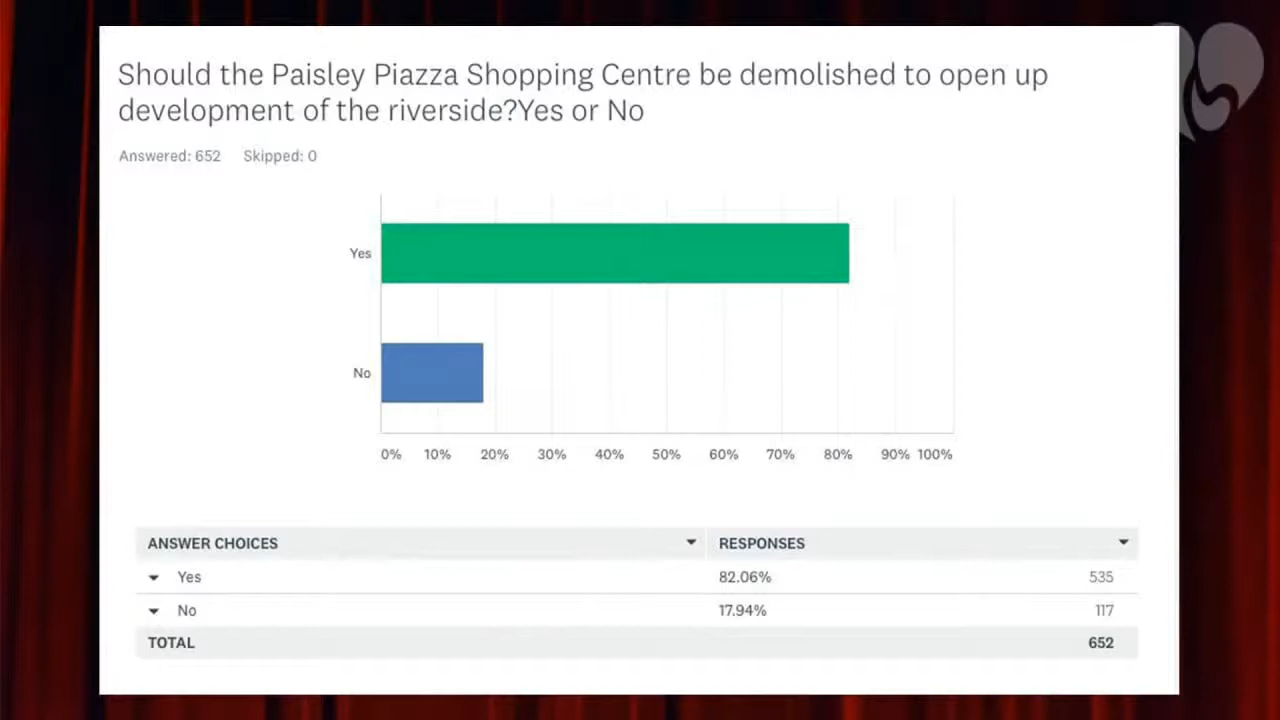 Should the Paisley Piazza Shopping Centre be demolished to open up
development of the riverside?Yes or No
Answered: 652 Skipped: 0
Yes
No
0% 10% 20% 30% 40% 50% 60% 70% 80% 90% 100%
ANSWER CHOICES RESPONSES
Yes 82.06% 535
No 17.94% 117
TOTAL 652